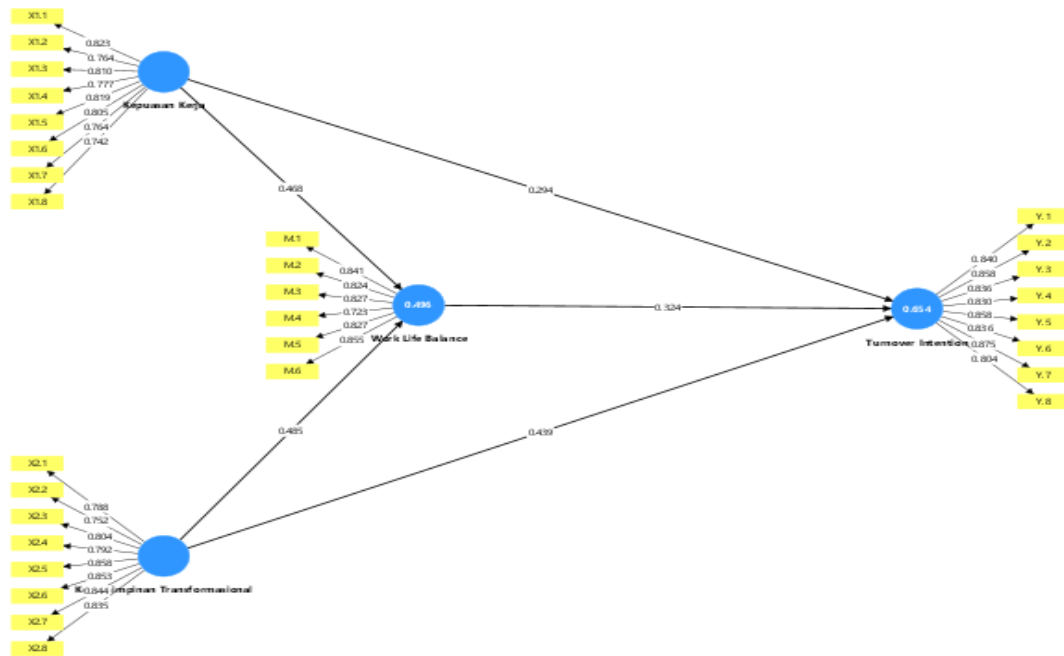 X1.1
X1.2
X1.3
X1.4
X1.5
X1.6
X1.7
X1.8
0.823
0.764
0.810
0.777
0.819
0.805
0.764
0.742
Kepuasan Kerja
0.468
0.294
M.1
M.2
M.3
M.4
M.5
M.6
0.841
0.824
0.827
0.723
0.827
0.855
0.496
Work Life Balance
0.324
Y.1
Y.2
Y.3
Y.4
Y.5
Y.6
Y.7
Y.8
0.840
0.858
0.836
0.830
0.858
0.836
0.875
0.804
0.654
Turnover Intention
0.485
0.439
X2.1
X2.2
X2.3
X2.4
X2.5
X2.6
X2.7
X2.8
0.788
0.752
0.804
0.792
0.858
0.853
0.844
0.835
Transformasional